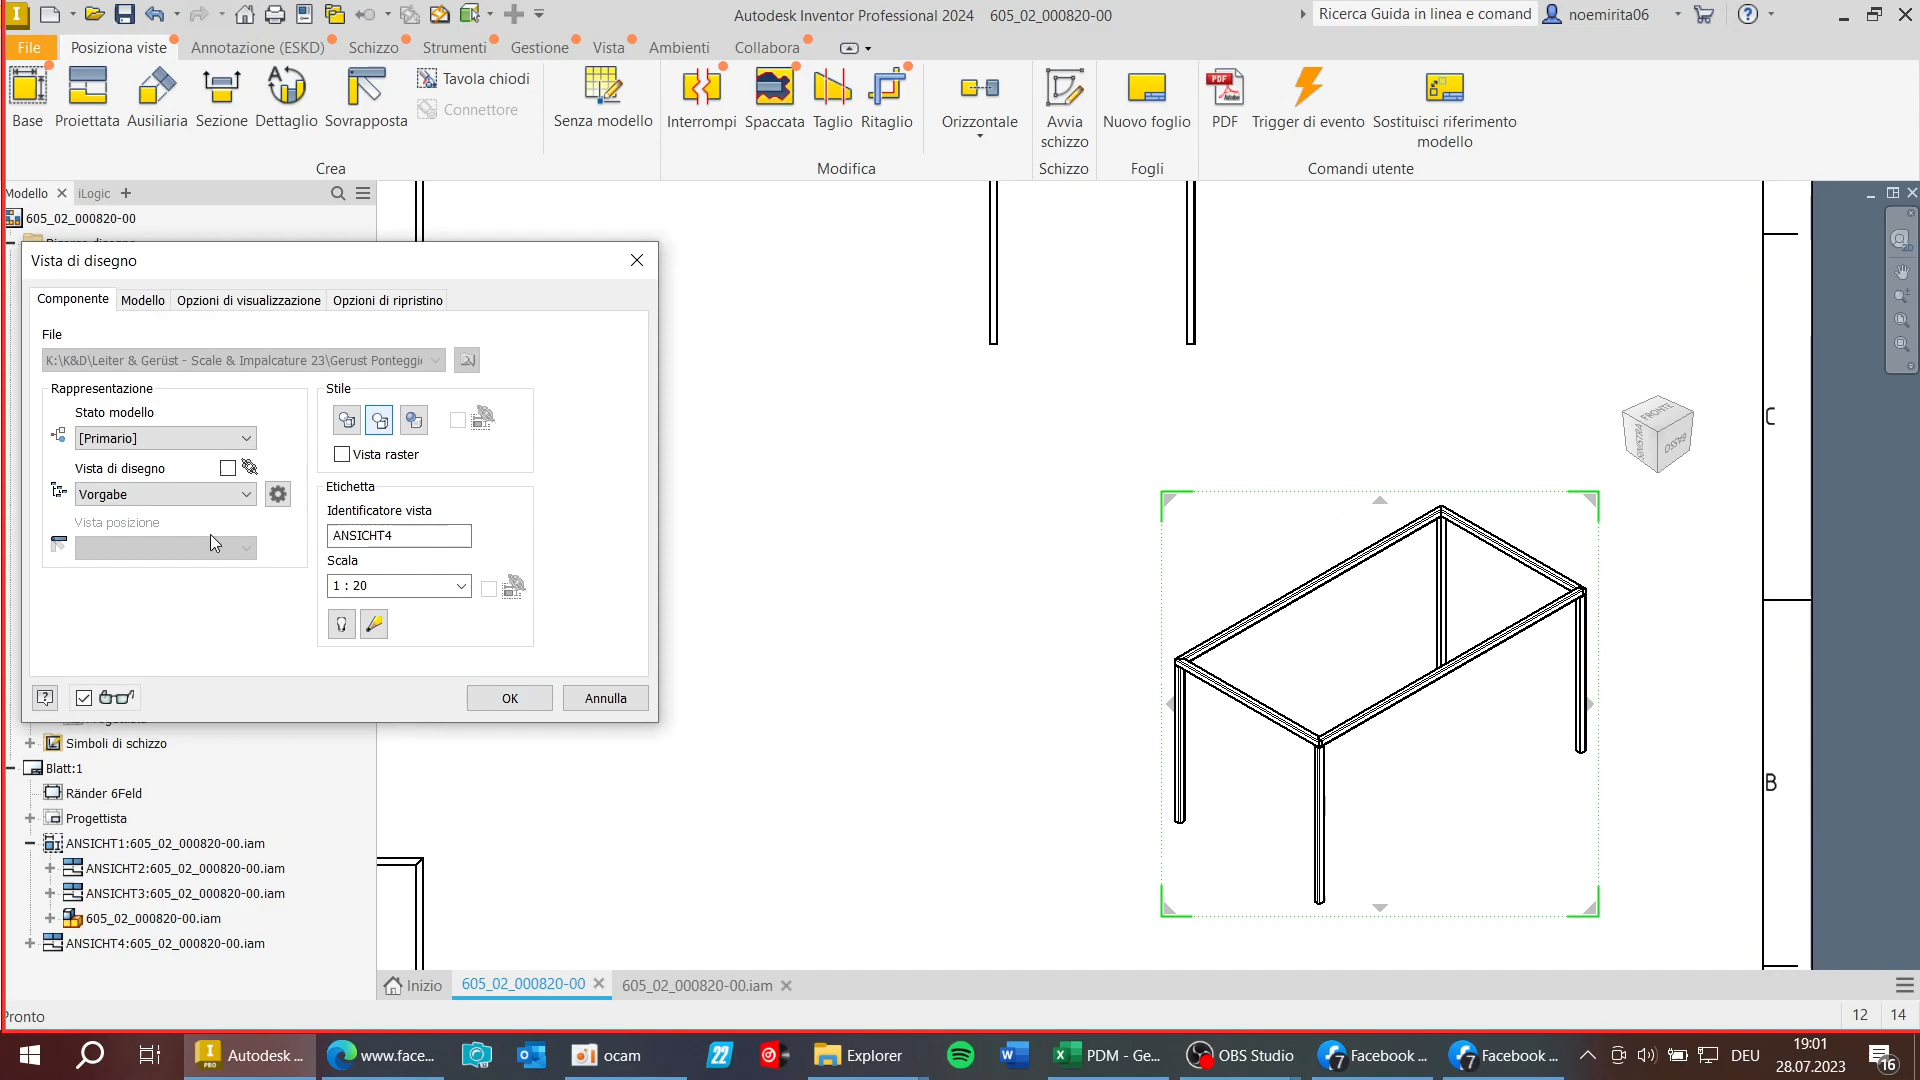 Autodesk Inventor Professional 2024 605_02_000820-00
Ricerca Guida in linea e comand
noemirita06
File
Posiziona viste
Annotazione (ESKD)
Schizzo
Strumenti
Gestione
Vista
Ambienti
Collabora
Base
Proiettata
Ausiliaria
Sezione
Dettaglio
Sovrapposta
Tavola chiodi
Connettore
Senza modello
Interrompi
Spaccata
Taglio
Ritaglio
Orizzontale
Avvia
schizzo
Nuovo foglio
PDF
Trigger di evento
Sostituisci riferimento
modello
Crea
Modifica
Schizzo
Fogli
Comandi utente
Modello
iLogic
605_02_000820-00
Vista di disegno
Componente
Modello
Opzioni di visualizzazione
Opzioni di ripristino
File
K:\K&D\Leiter & Gerüst - Scale & Impalcature 23\Gerust Ponteggi
Rappresentazione
Stato modello
[Primario]
Vista di disegno
Vorgabe
Vista posizione
Stile
Vista raster
Etichetta
Identificatore vista
ANSICHT4
Scala
1 : 20
OK
Annulla
Simboli di schizzo
Blatt:1
Ränder 6Feld
Progettista
ANSICHT1:605_02_000820-00.iam
ANSICHT2:605_02_000820-00.iam
ANSICHT3:605_02_000820-00.iam
605_02_000820-00.iam
ANSICHT4:605_02_000820-00.iam
FRONTE
SINISTRA
BASSO
C
B
Inizio
605_02_000820-00
605_02_000820-00.iam
Pronto
12
14
Autodesk ...
www.face...
ocam
22
Explorer
PDM - Ge...
OBS Studio
Facebook ...
Facebook ...
DEU
19:01
28.07.2023
16